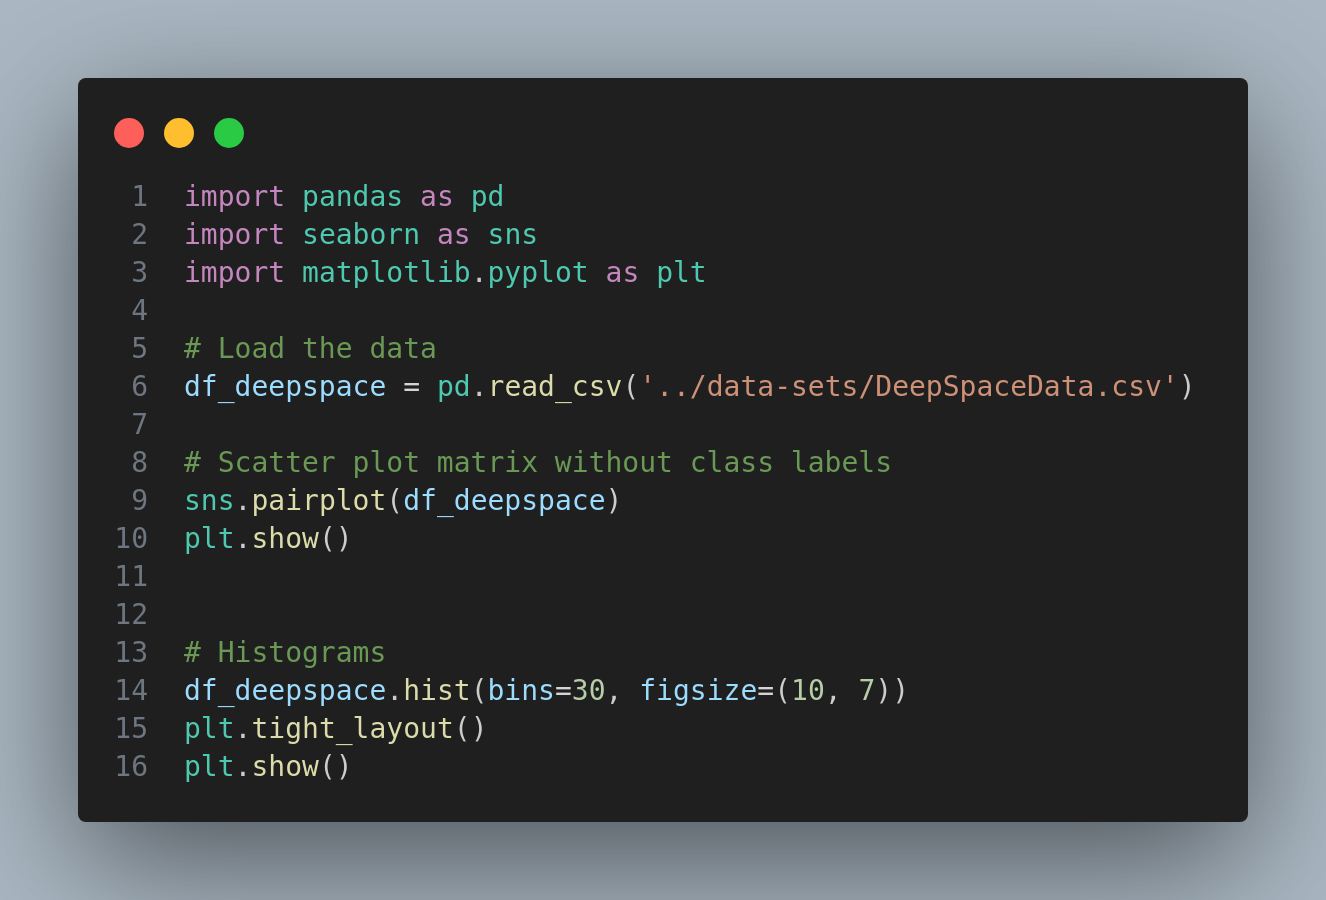 1 import pandas as pd
2 import seaborn as sns
3 import matplotlib.pyplot as plt
4
5 # Load the data
6 df_deepspace = pd.read_csv('../data-sets/DeepSpaceData.csv')
7
8 # Scatter plot matrix without class labels
9 sns.pairplot(df_deepspace)
10 plt.show()
11
12
13 # Histograms
14 df_deepspace.hist(bins=30, figsize=(10, 7))
15 plt.tight_layout()
16 plt.show()